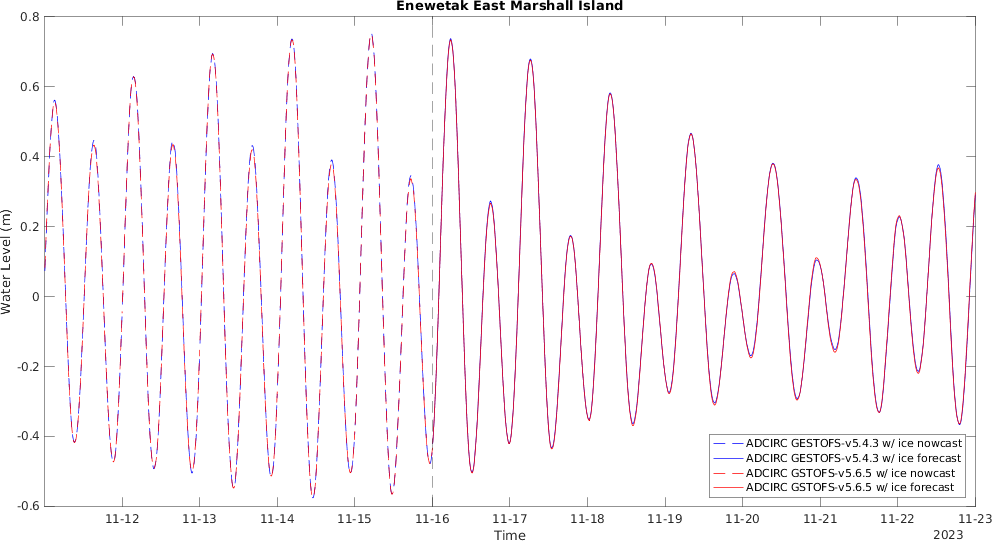 Enewetak East Marshall Island
0.8
0.6
0.4
0.2
0
-0.2
-0.4
-0.6
Water Level (m)
ADCIRC GESTOFS-v5.4.3 w/ ice nowcast
ADCIRC GESTOFS-v5.4.3 w/ ice forecast
ADCIRC GSTOFS-v5.6.5 w/ ice nowcast
ADCIRC GSTOFS-v5.6.5 w/ ice forecast
11-12 11-13 11-14 11-15 11-16 11-17 11-18 11-19 11-20 11-21 11-22 11-23
Time
2023